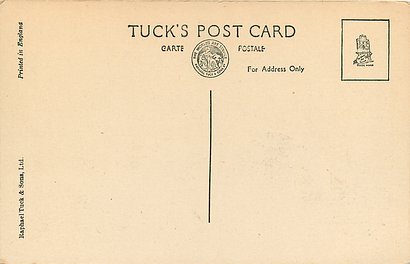 TUCK'S POST CARD
CARTE POSTALE
For Address Only
Printed in England
Raphael Tuck & Sons, Ltd.